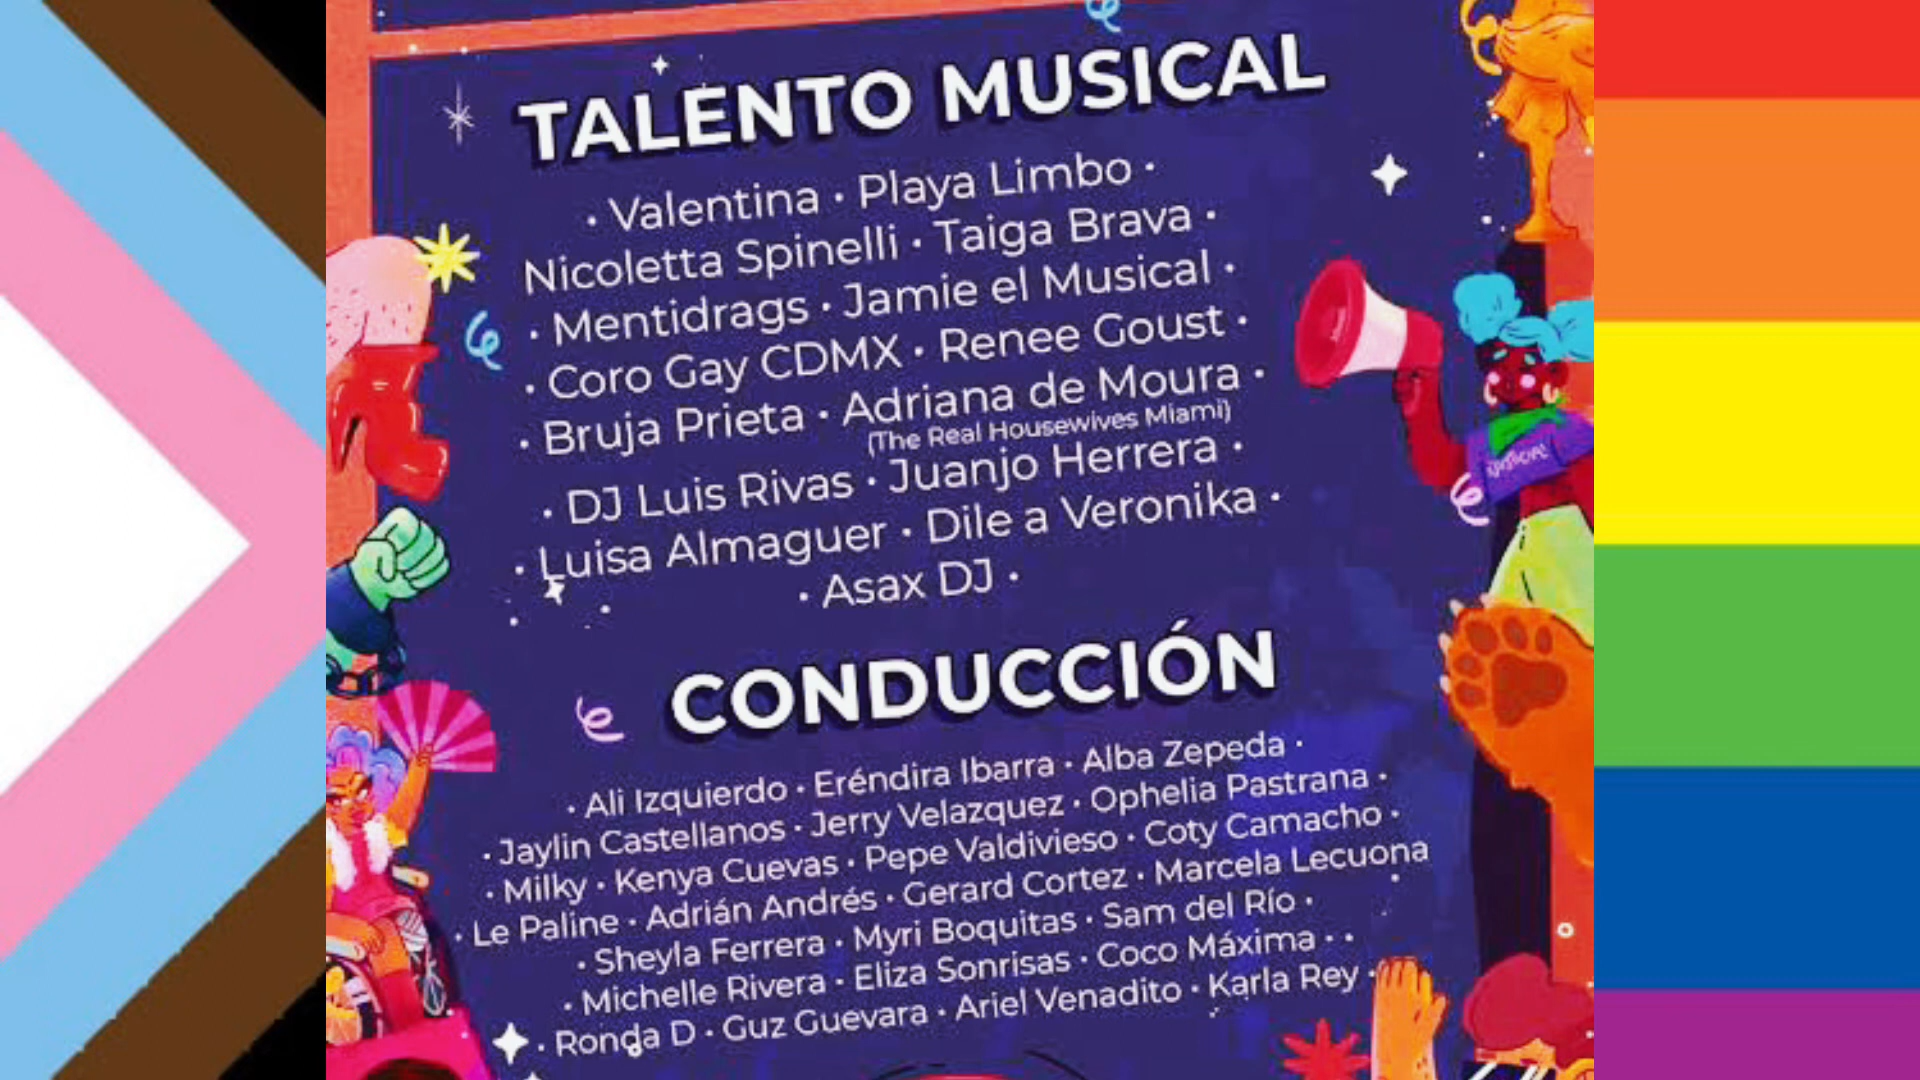 TALENTO MUSICAL
• Valentina • Playa Limbo •
Nicoletta Spinelli • Taiga Brava •
• Mentidrags • Jamie el Musical •
• Coro Gay CDMX • Renee Goust •
• Bruja Prieta • Adriana de Moura •
(The Real Housewives Miami)
• DJ Luis Rivas • Juanjo Herrera •
• Luisa Almaguer • Dile a Veronika •
• Asax DJ •
CONDUCCIÓN
• Ali Izquierdo • Eréndira Ibarra • Alba Zepeda •
• Jaylin Castellanos • Jerry Velazquez • Ophelia Pastrana •
• Milky • Kenya Cuevas • Pepe Valdivieso • Coty Camacho •
• Le Paline • Adrián Andrés • Gerard Cortez • Marcela Lecuona •
• Sheyla Ferrera • Myri Boquitas • Sam del Río •
• Michelle Rivera • Eliza Sonrisas • Coco Máxima • •
• Ronda D • Guz Guevara • Ariel Venadito • Karla Rey •